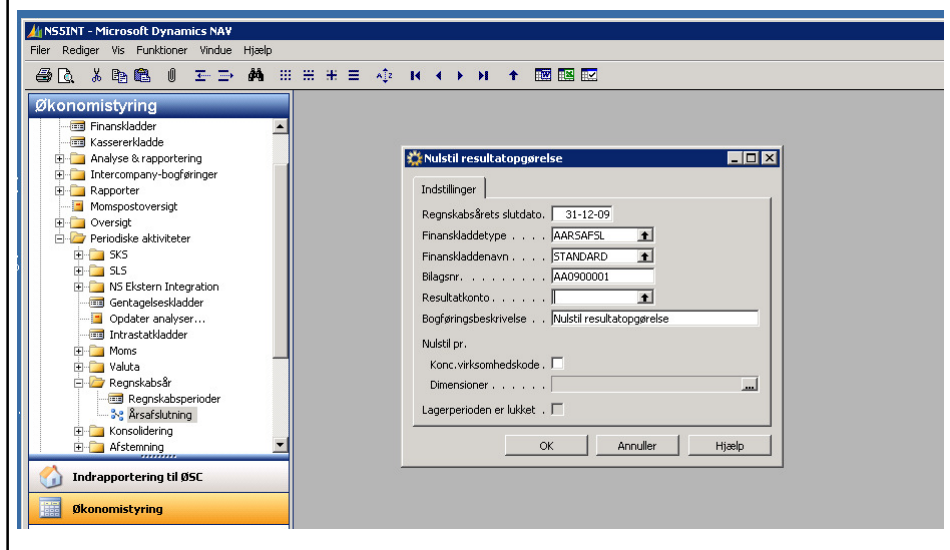 NS5INT - Microsoft Dynamics NAV
Filer Rediger Vis Funktioner Vindue Hjælp
Økonomistyring
Finanskladder
Kassererkladde
Analyse & rapportering
Intercompany-bogføringer
Rapporter
Momspostoversigt
Oversigt
Periodiske aktiviteter
SKS
SLS
NS Ekstern Integration
Gentagelseskladder
Opdater analyser...
Intrastatkladder
Moms
Valuta
Regnskabsår
Regnskabsperioder
Årsafslutning
Konsolidering
Afstemning
Indrapportering til ØSC
Økonomistyring
Nulstil resultatopgørelse
Indstillinger
Regnskabsårets slutdato. 31-12-09
Finanskladdetype . . . . AARSAFSL
Finanskladdenavn . . . . STANDARD
Bilagsnr. . . . . . . . . AA0900001
Resultatkonto . . . . . .
Bogføringsbeskrivelse . . Nulstil resultatopgørelse
Nulstil pr.
Konc.virksomhedskode .
Dimensioner . . . . . . ...
Lagerperioden er lukket .
OK Annuller Hjælp